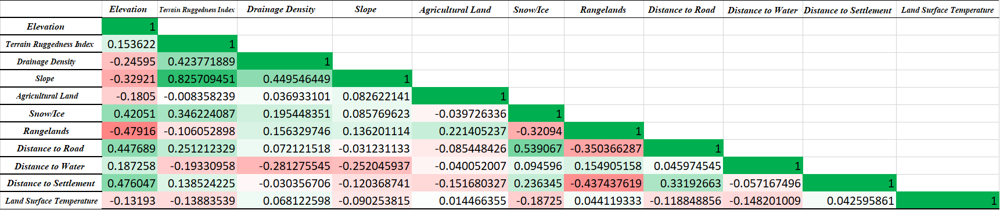 Elevation Terrain Ruggedness Index Drainage Density Slope Agricultural Land Snow/Ice Rangelands Distance to Road Distance to Water Distance to Settlement Land Surface Temperature
Elevation 1
Terrain Ruggedness Index 0.153622 1
Drainage Density -0.24595 0.423771889 1
Slope -0.32921 0.825709451 0.449546449 1
Agricultural Land -0.1805 -0.008358239 0.036933101 0.082622141 1
Snow/Ice 0.42051 0.346224087 0.195448351 0.085769623 -0.039726336 1
Rangelands -0.47916 -0.106052898 0.156329746 0.136201114 0.221405237 -0.32094 1
Distance to Road 0.447689 0.251212329 0.072121518 -0.031231133 -0.085448426 0.539067 -0.350366287 1
Distance to Water 0.187258 -0.19330958 -0.281275545 -0.252045937 -0.040052007 0.094596 0.154905158 0.045974545 1
Distance to Settlement 0.476047 0.138524225 -0.030356706 -0.120368741 -0.151680327 0.236345 -0.437437619 0.33192663 -0.057167496 1
Land Surface Temperature -0.13193 -0.13883539 0.068122598 -0.090253815 0.014466355 -0.18725 0.044119333 -0.118848856 -0.148201009 0.042595861 1